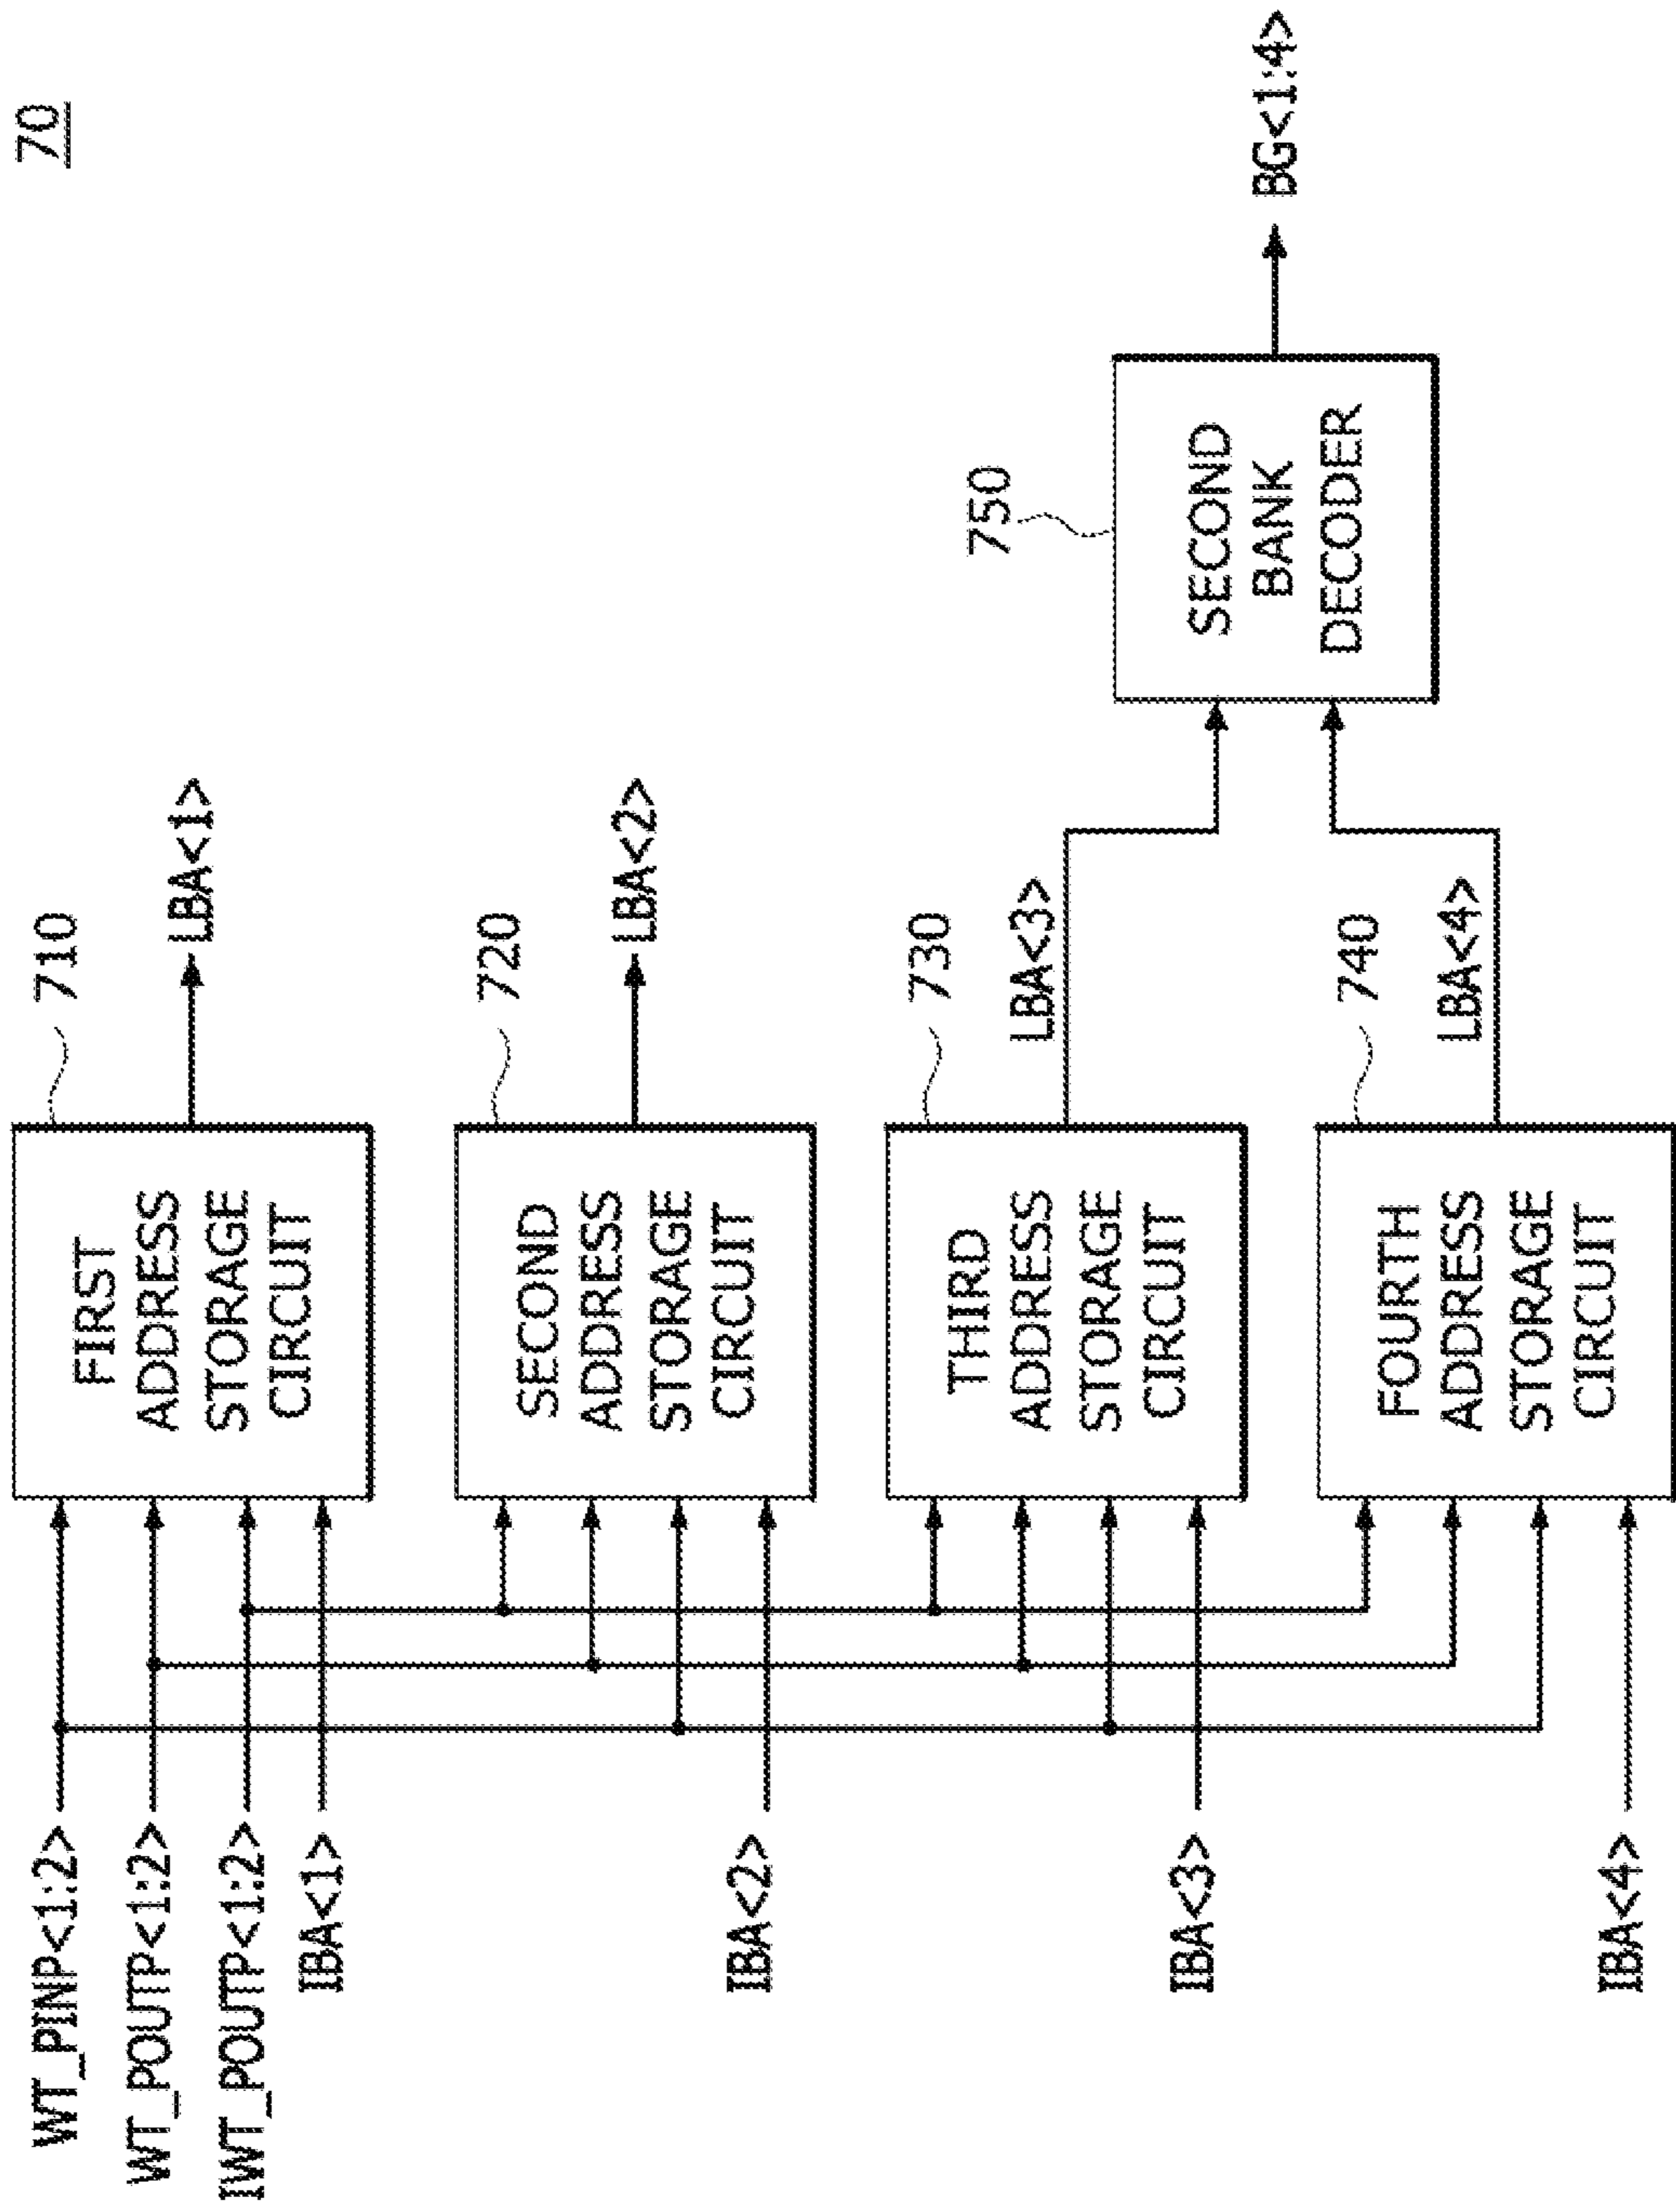 70
WT_PINP<1:2>
WT_POUTP<1:2>
IWT_POUTP<1:2>
IBA<1>
FIRST
ADDRESS
STORAGE
CIRCUIT
710
LBA<1>
IBA<2>
SECOND
ADDRESS
STORAGE
CIRCUIT
720
LBA<2>
IBA<3>
THIRD
ADDRESS
STORAGE
CIRCUIT
730
LBA<3>
IBA<4>
FOURTH
ADDRESS
STORAGE
CIRCUIT
740
LBA<4>
750
SECOND
BANK
DECODER
BG<1:4>